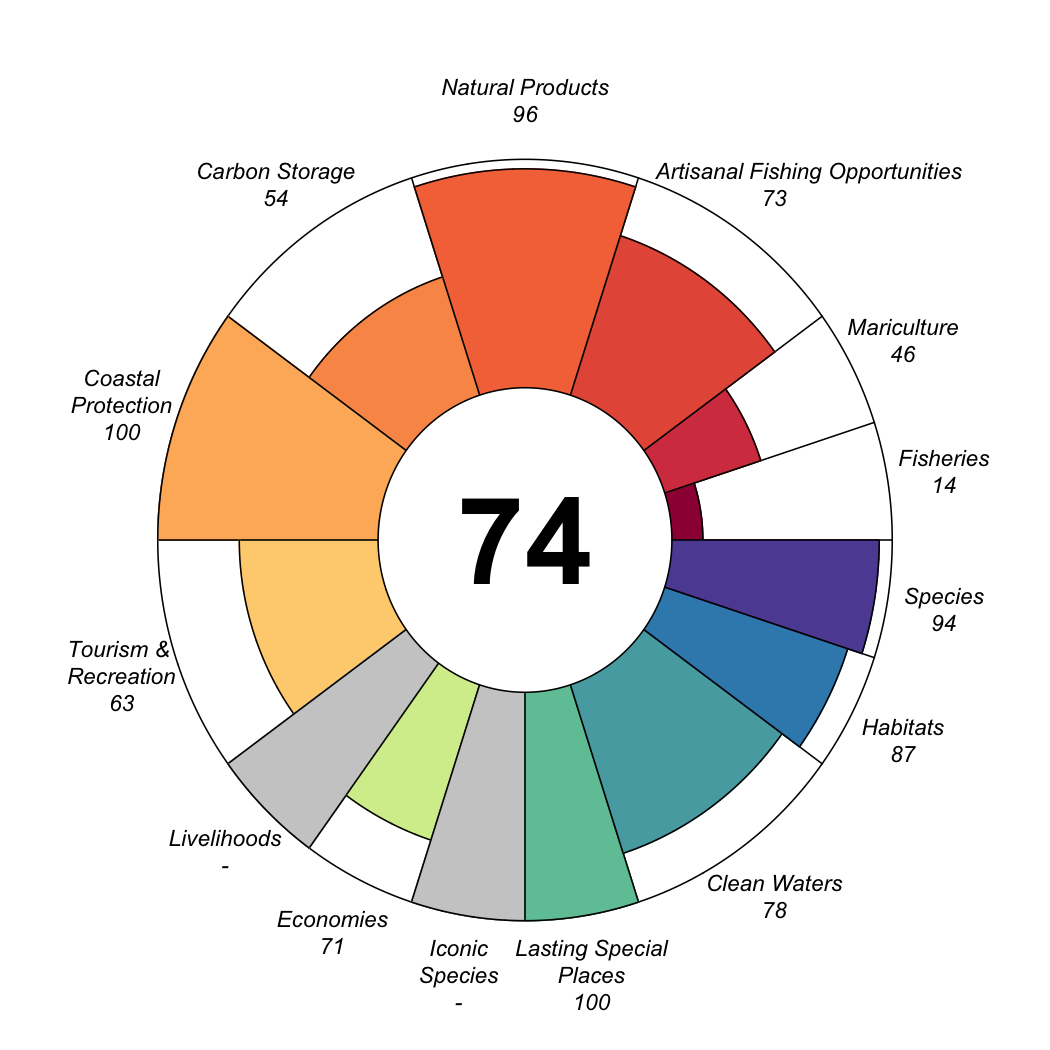 Natural Products
96
Carbon Storage
54
Artisanal Fishing Opportunities
73
Mariculture
46
Coastal
Protection
100
Fisheries
14
74
Species
94
Tourism &
Recreation
63
Habitats
87
Livelihoods
-
Clean Waters
78
Economies
71
Iconic
Species
-
Lasting Special
Places
100